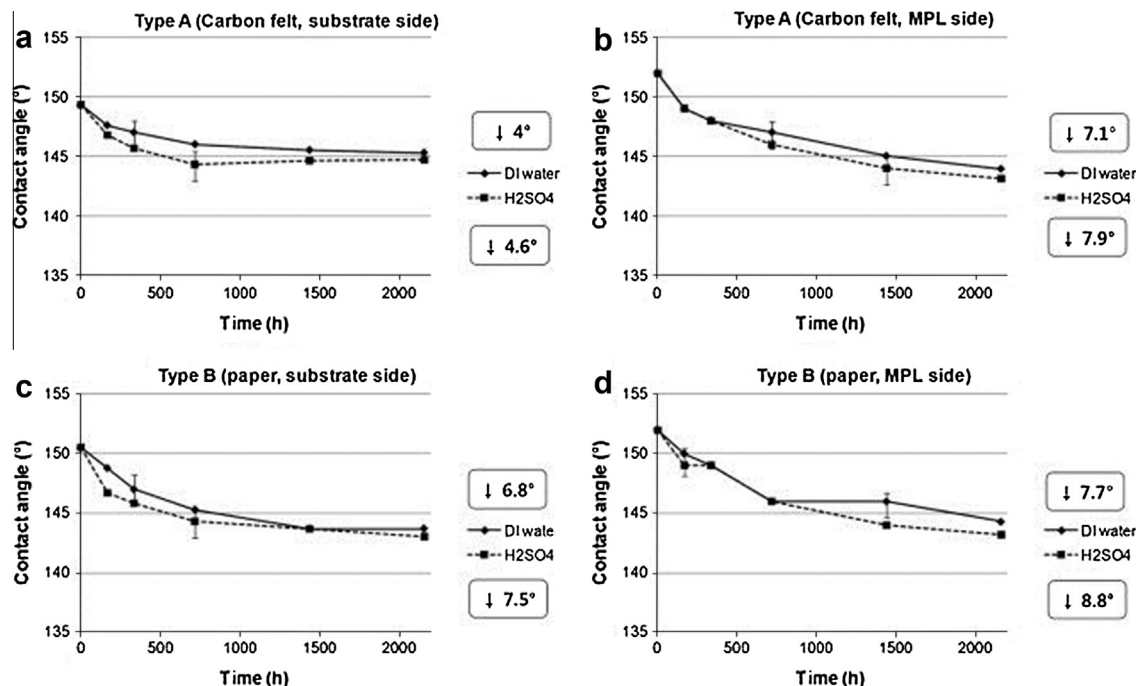 a
Type A (Carbon felt, substrate side)
155
150
145
140
135
Contact angle (°)
0 500 1000 1500 2000
Time (h)
↓ 4°
DI water
H2SO4
↓ 4.6°
b
Type A (Carbon felt, MPL side)
155
150
145
140
135
Contact angle (°)
0 500 1000 1500 2000
Time (h)
↓ 7.1°
DI water
H2SO4
↓ 7.9°
c
Type B (paper, substrate side)
155
150
145
140
135
Contact angle (°)
0 500 1000 1500 2000
Time (h)
↓ 6.8°
DI wate
H2SO4
↓ 7.5°
d
Type B (paper, MPL side)
155
150
145
140
135
Contact angle (°)
0 500 1000 1500 2000
Time (h)
↓ 7.7°
DI water
H2SO4
↓ 8.8°